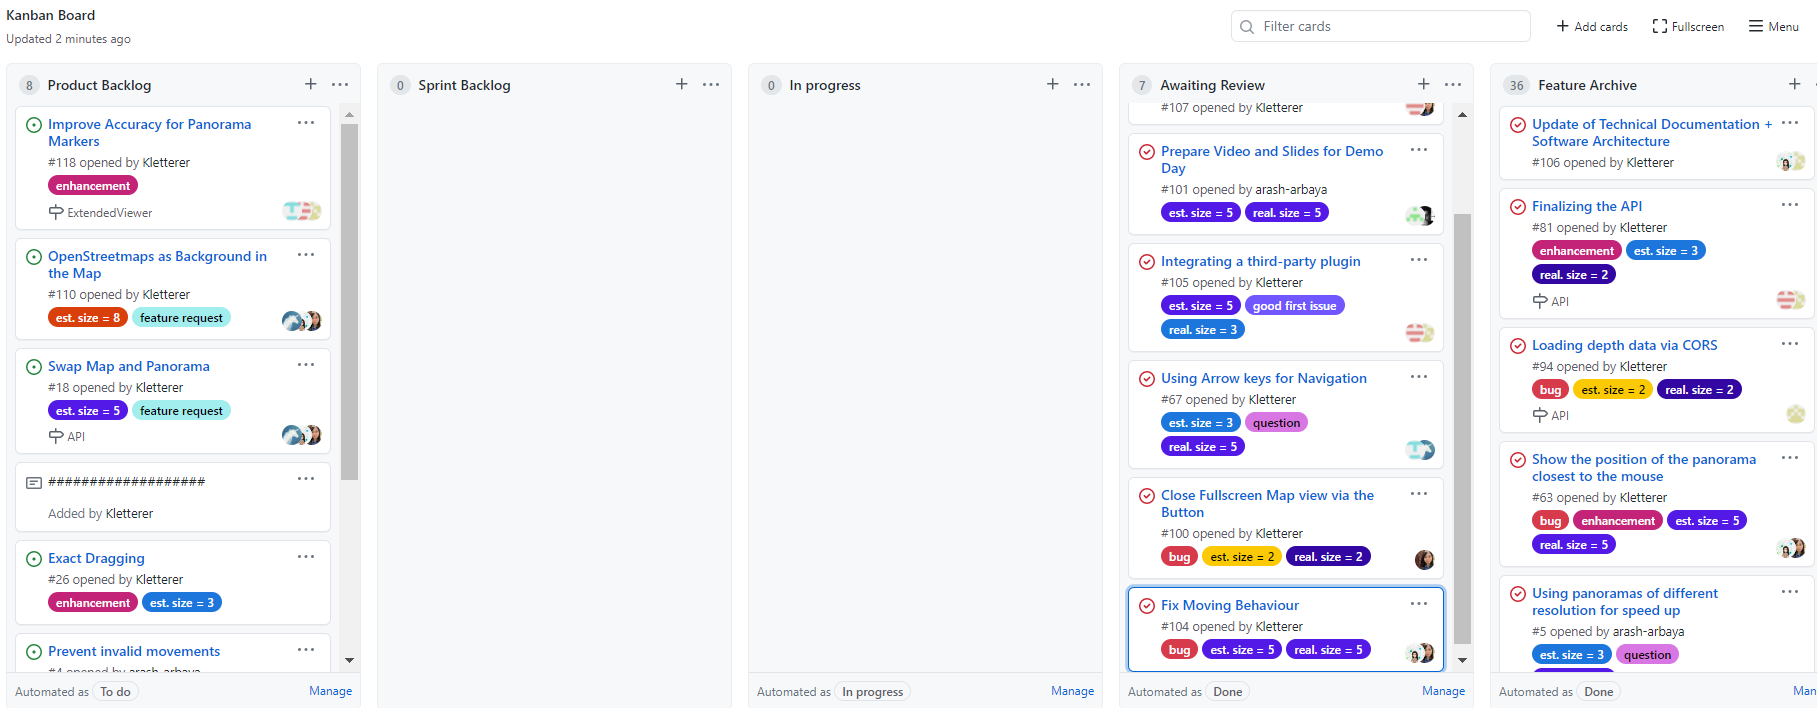 Kanban Board
Updated 2 minutes ago
Filter cards
Add cards
Fullscreen
Menu
8 Product Backlog
Improve Accuracy for Panorama
Markers
#118 opened by Kletterer
enhancement
ExtendedViewer
OpenStreetmaps as Background in
the Map
#110 opened by Kletterer
est. size = 8 feature request
Swap Map and Panorama
#18 opened by Kletterer
est. size = 5 feature request
API
###################
Added by Kletterer
Exact Dragging
#26 opened by Kletterer
enhancement est. size = 3
Prevent invalid movements
#4 opened by arash-arbaya
Automated as To do Manage
0 Sprint Backlog
0 In progress
Automated as In progress Manage
7 Awaiting Review
#107 opened by Kletterer
Prepare Video and Slides for Demo
Day
#101 opened by arash-arbaya
est. size = 5 real. size = 5
Integrating a third-party plugin
#105 opened by Kletterer
est. size = 5 good first issue
real. size = 3
Using Arrow keys for Navigation
#67 opened by Kletterer
est. size = 3 question
real. size = 5
Close Fullscreen Map view via the
Button
#100 opened by Kletterer
bug est. size = 2 real. size = 2
Fix Moving Behaviour
#104 opened by Kletterer
bug est. size = 5 real. size = 5
Automated as Done Manage
36 Feature Archive
Update of Technical Documentation +
Software Architecture
#106 opened by Kletterer
Finalizing the API
#81 opened by Kletterer
enhancement est. size = 3
real. size = 2
API
Loading depth data via CORS
#94 opened by Kletterer
bug est. size = 2 real. size = 2
API
Show the position of the panorama
closest to the mouse
#63 opened by Kletterer
bug enhancement est. size = 5
real. size = 5
Using panoramas of different
resolution for speed up
#5 opened by arash-arbaya
est. size = 3 question
Automated as Done Man